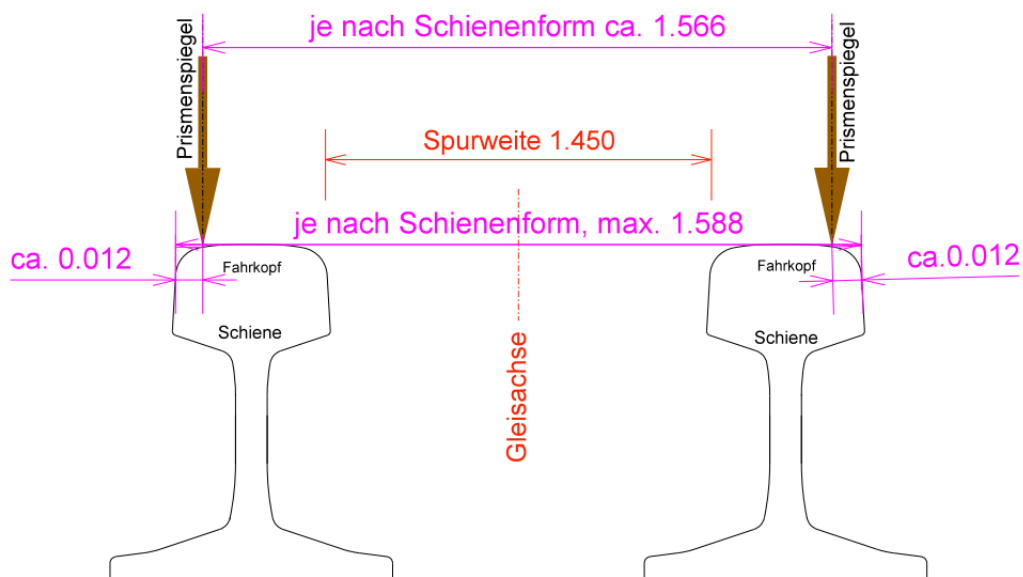 je nach Schienenform ca. 1.566
Prismenspiegel
Prismenspiegel
Spurweite 1.450
je nach Schienenform, max. 1.588
ca. 0.012
Fahrkopf
Fahrkopf
ca.0.012
Schiene
Schiene
Gleisachse